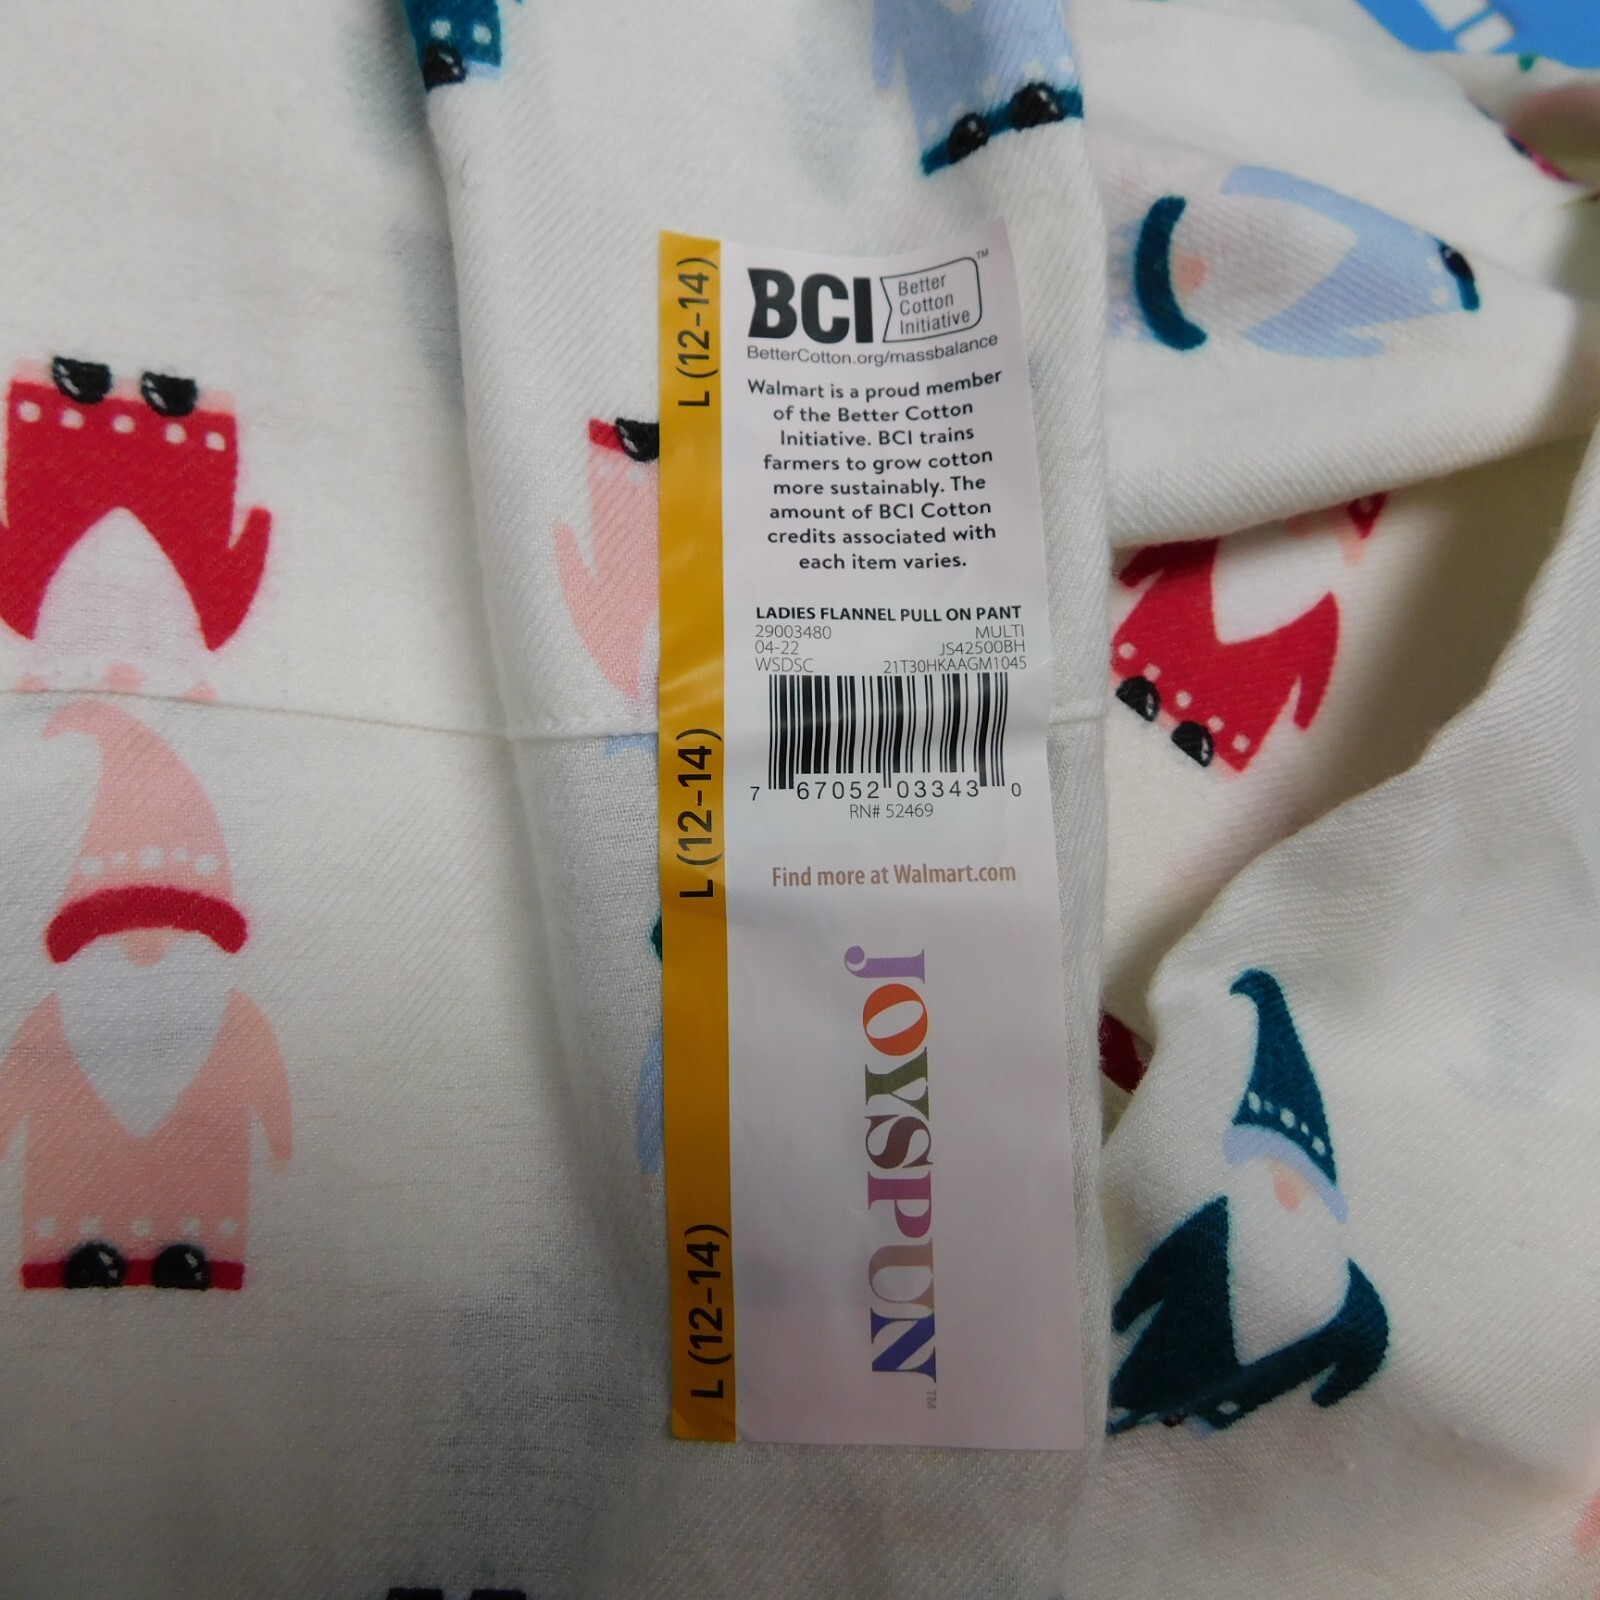 L (12-14)
BCI Better
Cotton
Initiative™
BetterCotton.org/massbalance
Walmart is a proud member
of the Better Cotton
Initiative. BCI trains
farmers to grow cotton
more sustainably. The
amount of BCI Cotton
credits associated with
each item varies.
LADIES FLANNEL PULL ON PANT
29003480 MULTI
04-22 JS42500BH
WSDSC 21T30HKAAGM1045
7 67052 03343 0
RN# 52469
L (12-14)
Find more at Walmart.com
JOYSPUN™
L (12-14)